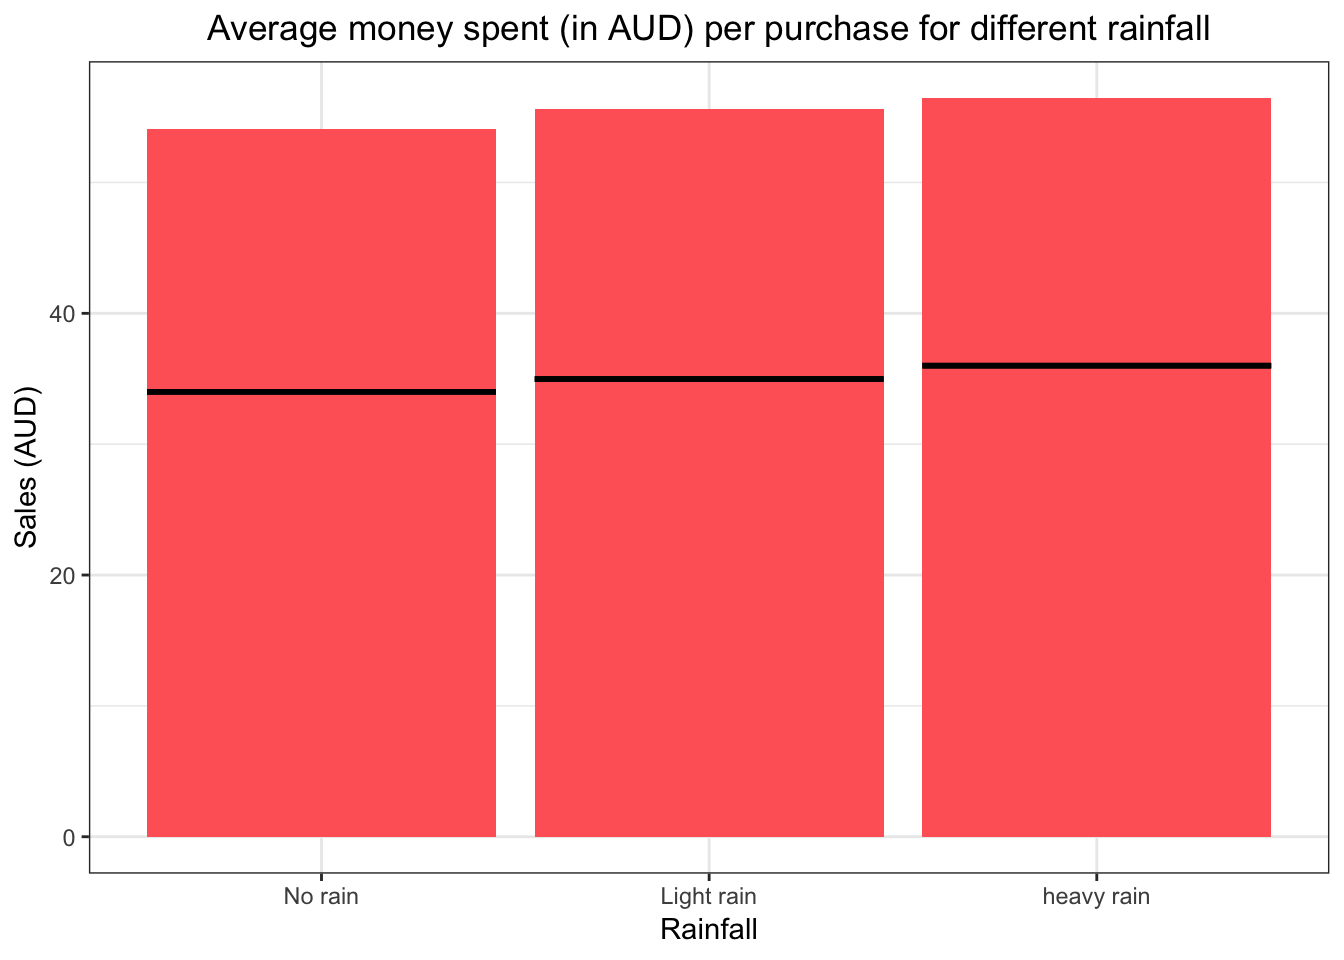 Average money spent (in AUD) per purchase for different rainfall
Sales (AUD)
40
20
0
No rain
Light rain
heavy rain
Rainfall